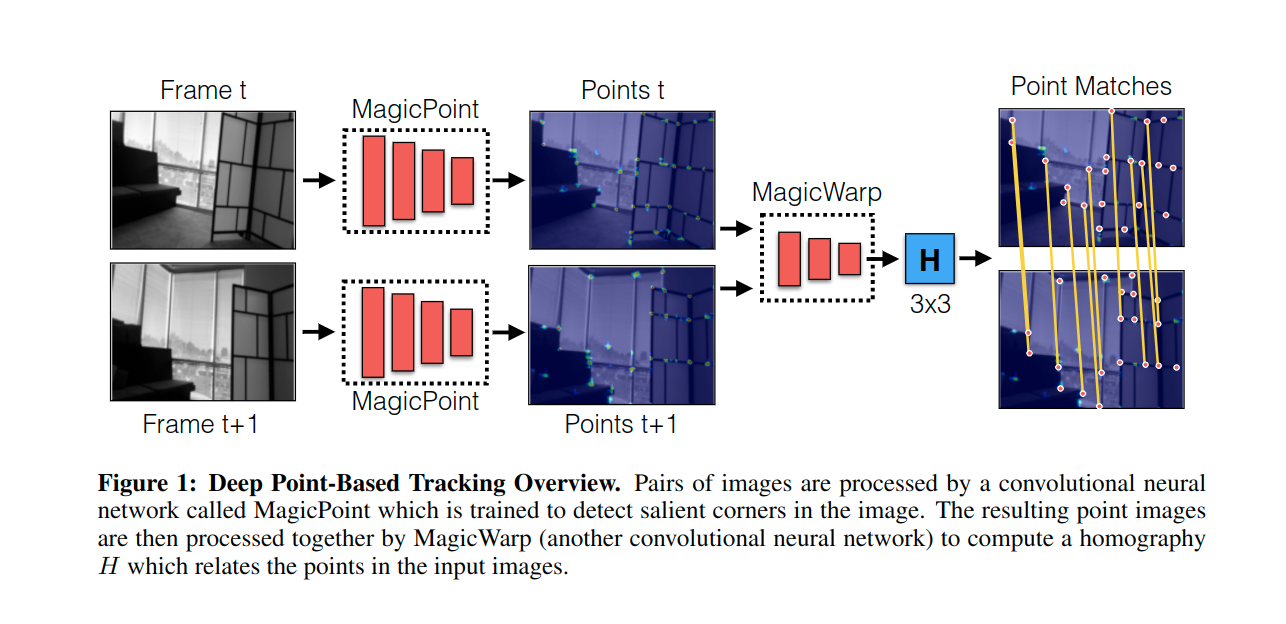 Frame t
MagicPoint
Points t
Point Matches
MagicWarp
H
3x3
MagicPoint
Frame t+1
Points t+1
Figure 1: Deep Point-Based Tracking Overview. Pairs of images are processed by a convolutional neural
network called MagicPoint which is trained to detect salient corners in the image. The resulting point images
are then processed together by MagicWarp (another convolutional neural network) to compute a homography
H which relates the points in the input images.